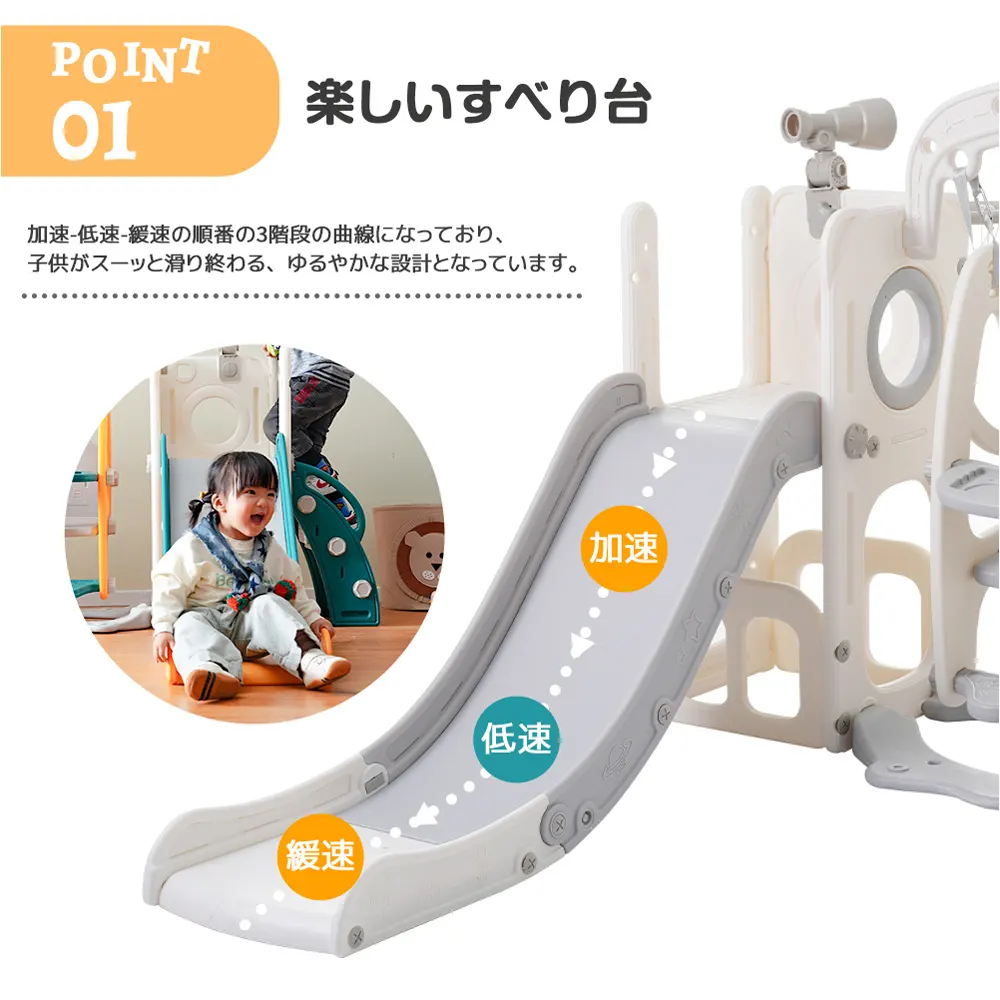 POINT
01
楽しいすべり台
加速-低速-緩速の順番の3階段の曲線になっており、
子供がスーッと滑り終わる、ゆるやかな設計となっています。
加速
低速
緩速